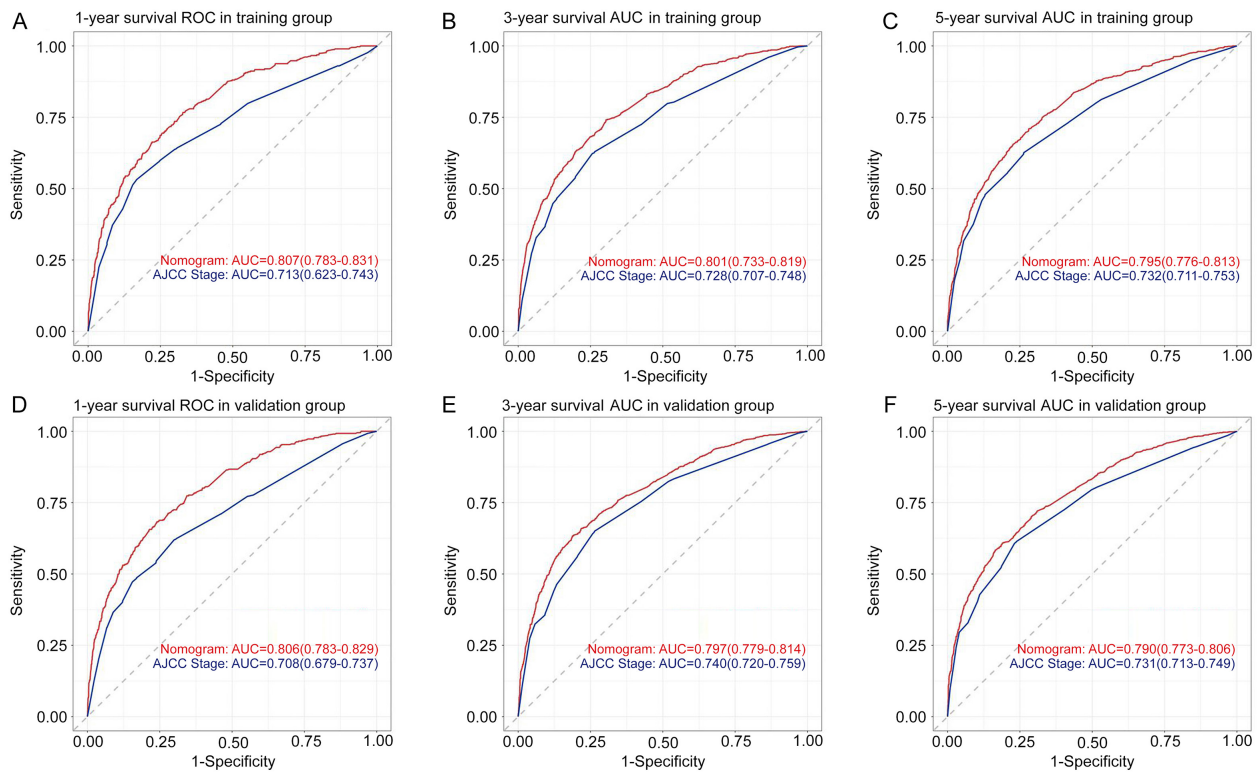 A
1-year survival ROC in training group
1.00
0.75
0.50
0.25
0.00
Sensitivity
Nomogram: AUC=0.807(0.783-0.831)
AJCC Stage: AUC=0.713(0.623-0.743)
0.00 0.25 0.50 0.75 1.00
1-Specificity
B
3-year survival AUC in training group
1.00
0.75
0.50
0.25
0.00
Sensitivity
Nomogram: AUC=0.801(0.733-0.819)
AJCC Stage: AUC=0.728(0.707-0.748)
0.00 0.25 0.50 0.75 1.00
1-Specificity
C
5-year survival AUC in training group
1.00
0.75
0.50
0.25
0.00
Sensitivity
Nomogram: AUC=0.795(0.776-0.813)
AJCC Stage: AUC=0.732(0.711-0.753)
0.00 0.25 0.50 0.75 1.00
1-Specificity
D
1-year survival ROC in validation group
1.00
0.75
0.50
0.25
0.00
Sensitivity
Nomogram: AUC=0.806(0.783-0.829)
AJCC Stage: AUC=0.708(0.679-0.737)
0.00 0.25 0.50 0.75 1.00
1-Specificity
E
3-year survival AUC in validation group
1.00
0.75
0.50
0.25
0.00
Sensitivity
Nomogram: AUC=0.797(0.779-0.814)
AJCC Stage: AUC=0.740(0.720-0.759)
0.00 0.25 0.50 0.75 1.00
1-Specificity
F
5-year survival AUC in validation group
1.00
0.75
0.50
0.25
0.00
Sensitivity
Nomogram: AUC=0.790(0.773-0.806)
AJCC Stage: AUC=0.731(0.713-0.749)
0.00 0.25 0.50 0.75 1.00
1-Specificity